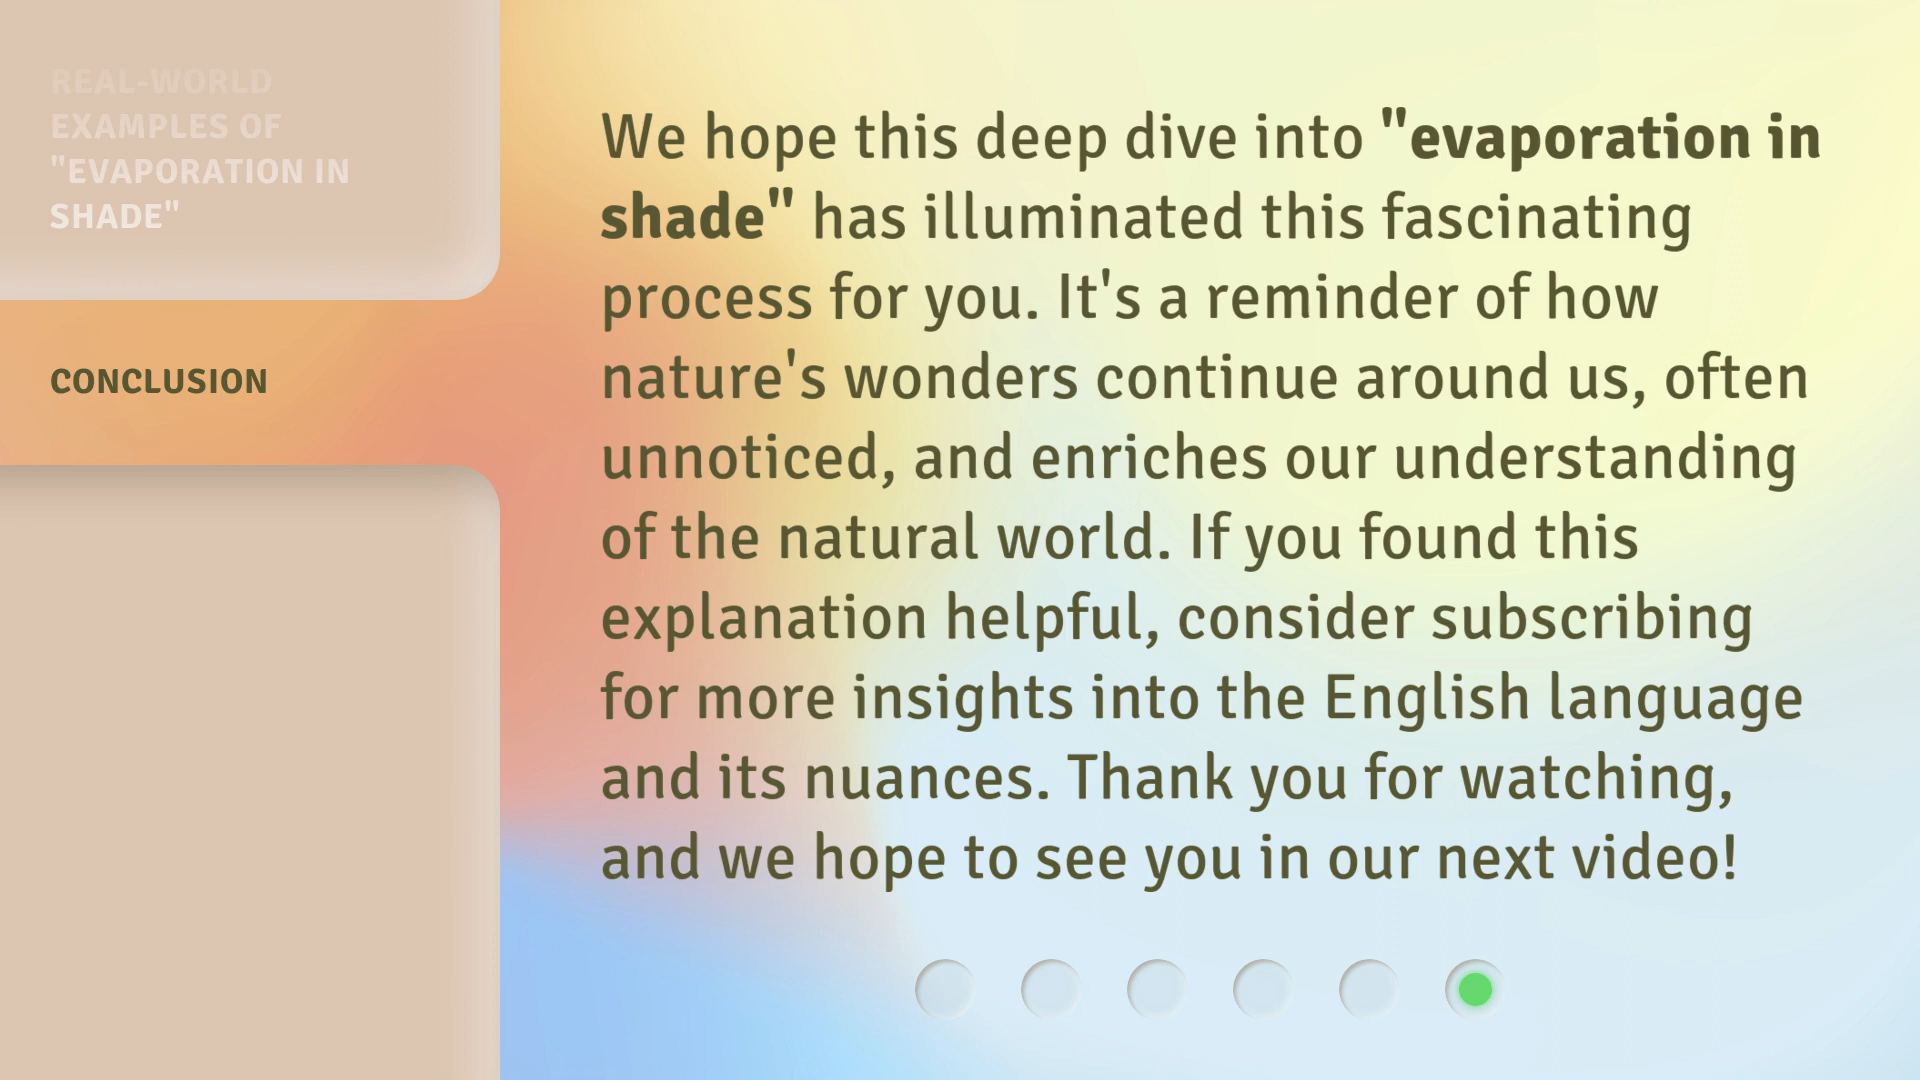 REAL-WORLD
EXAMPLES OF
"EVAPORATION IN
SHADE"
CONCLUSION
We hope this deep dive into "evaporation in
shade" has illuminated this fascinating
process for you. It's a reminder of how
nature's wonders continue around us, often
unnoticed, and enriches our understanding
of the natural world. If you found this
explanation helpful, consider subscribing
for more insights into the English language
and its nuances. Thank you for watching,
and we hope to see you in our next video!